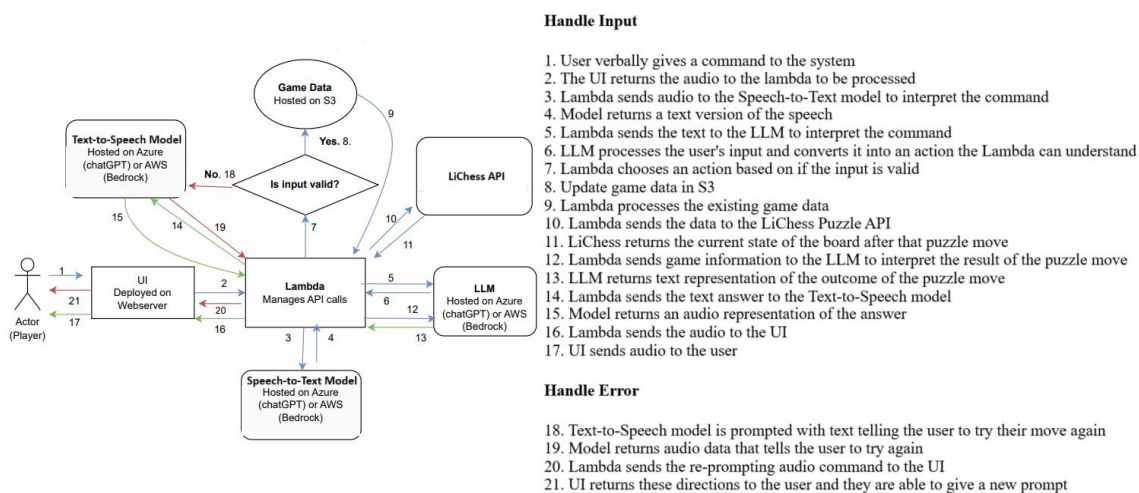 Game Data
Hosted on S3
9
Text-to-Speech Model
Hosted on Azure
(chatGPT) or AWS
(Bedrock)
Yes. 8.
No. 18
Is input valid?
LiChess API
15
14
19
7
10
11
1
UI
Deployed on
Webserver
2
Lambda
Manages API calls
5
LLM
Hosted on Azure
(chatGPT) or AWS
(Bedrock)
6
21
20
12
17
16
13
Actor
(Player)
3
4
Speech-to-Text Model
Hosted on Azure
(chatGPT) or AWS
(Bedrock)
Handle Input
1. User verbally gives a command to the system
2. The UI returns the audio to the lambda to be processed
3. Lambda sends audio to the Speech-to-Text model to interpret the command
4. Model returns a text version of the speech
5. Lambda sends the text to the LLM to interpret the command
6. LLM processes the user's input and converts it into an action the Lambda can understand
7. Lambda chooses an action based on if the input is valid
8. Update game data in S3
9. Lambda processes the existing game data
10. Lambda sends the data to the LiChess Puzzle API
11. LiChess returns the current state of the board after that puzzle move
12. Lambda sends game information to the LLM to interpret the result of the puzzle move
13. LLM returns text representation of the outcome of the puzzle move
14. Lambda sends the text answer to the Text-to-Speech model
15. Model returns an audio representation of the answer
16. Lambda sends the audio to the UI
17. UI sends audio to the user
Handle Error
18. Text-to-Speech model is prompted with text telling the user to try their move again
19. Model returns audio data that tells the user to try again
20. Lambda sends the re-prompting audio command to the UI
21. UI returns these directions to the user and they are able to give a new prompt